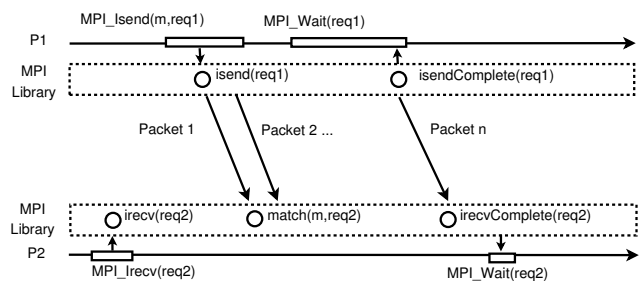 MPI_Isend(m,req1) MPI_Wait(req1)
P1
MPI Library
isend(req1) isendComplete(req1)
Packet 1 Packet 2 ... Packet n
MPI Library
irecv(req2) match(m,req2) irecvComplete(req2)
P2
MPI_Irecv(req2) MPI_Wait(req2)